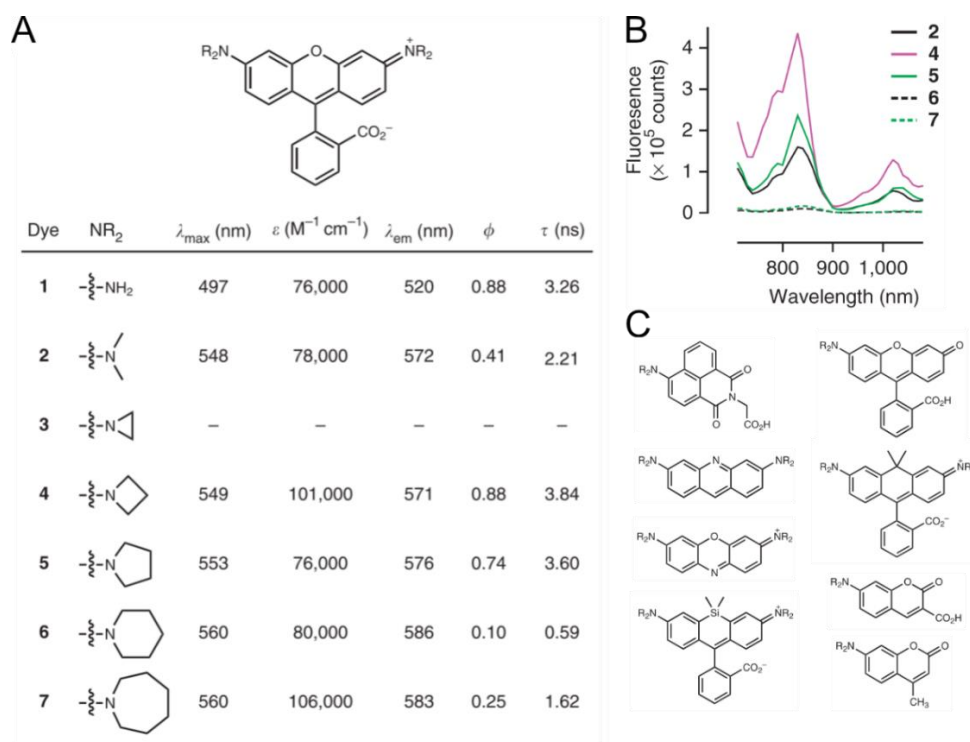 A
R₂N O N⁺R₂
CO₂⁻
Dye NR₂ λmax (nm) ε (M⁻¹ cm⁻¹) λem (nm) ϕ τ (ns)
1 NH₂ 497 76,000 520 0.88 3.26
2 N 548 78,000 572 0.41 2.21
3 N – – – – –
4 N 549 101,000 571 0.88 3.84
5 N 553 76,000 576 0.74 3.60
6 N 560 80,000 586 0.10 0.59
7 N 560 106,000 583 0.25 1.62
B
Fluoresence
(× 10⁵ counts)
4
3
2
1
0
800 900 1,000
Wavelength (nm)
2
4
5
6
7
C
R₂N O N O
CO₂H
R₂N O O
CO₂H
R₂N N NR₂
R₂N N⁺R
CO₂⁻
R₂N O N⁺R₂
N
R₂N Si N⁺R₂
CO₂⁻
R₂N O O
CO₂H
R₂N O O
CH₃